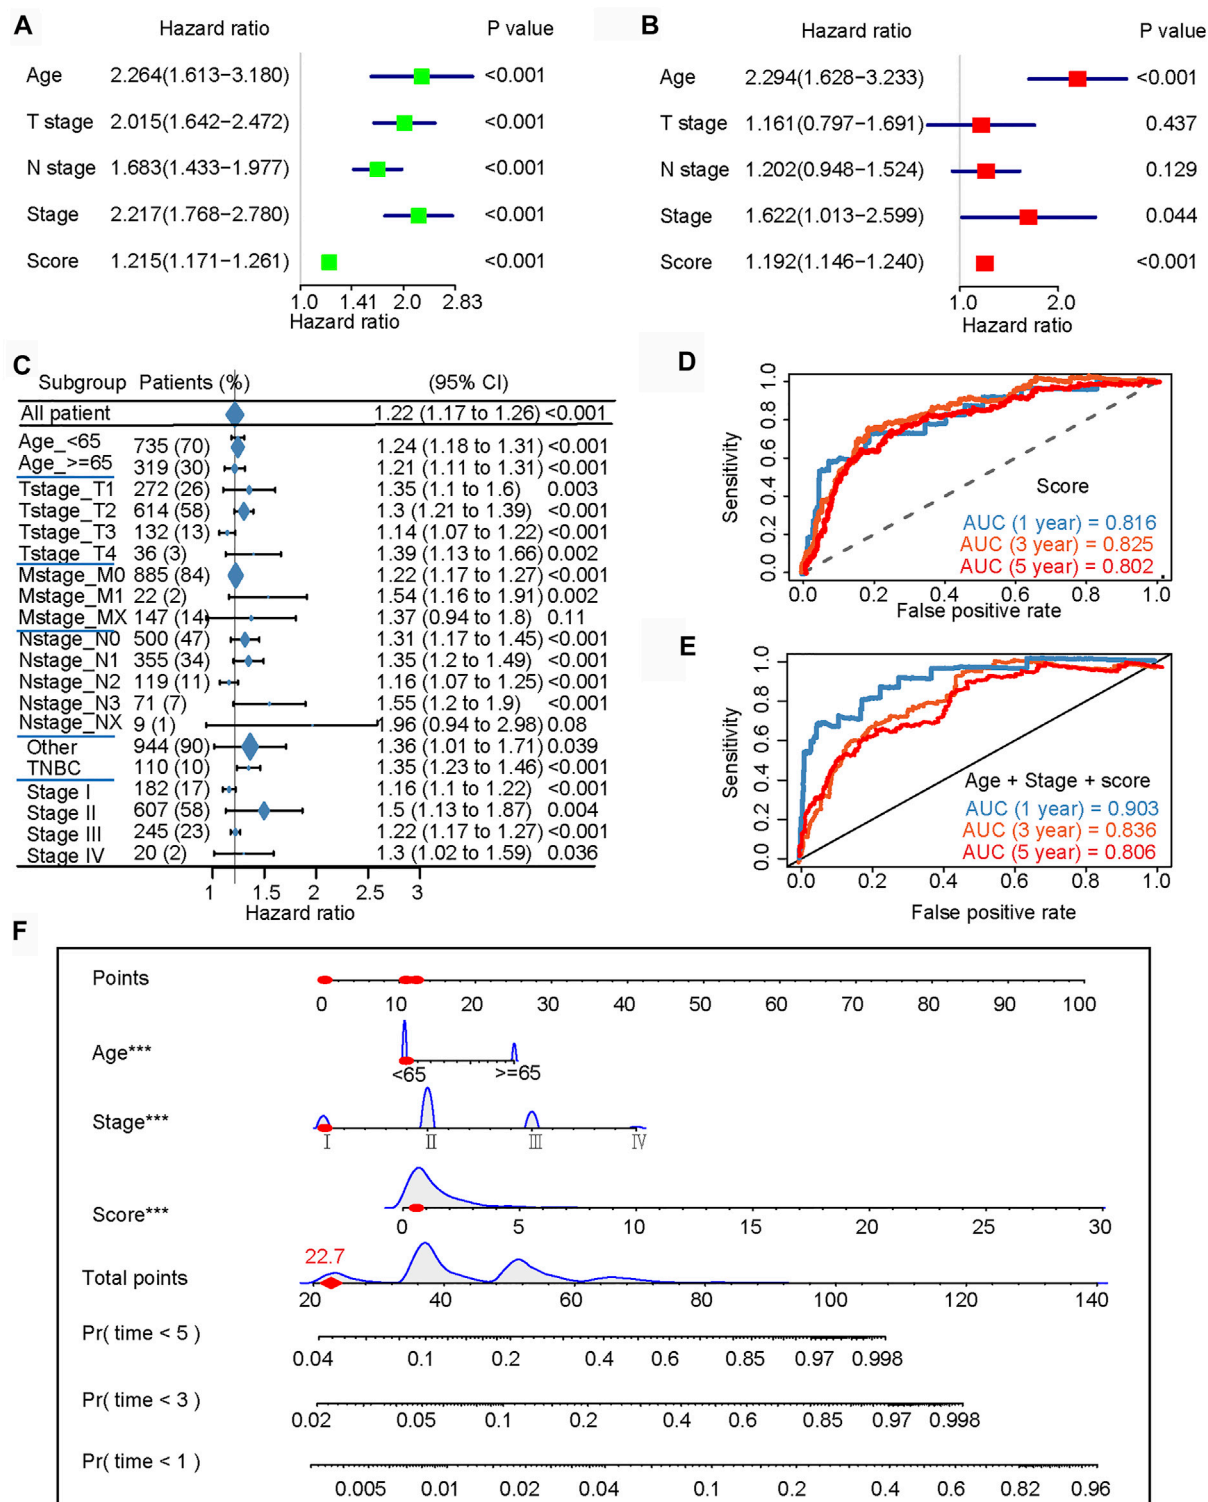 A
Hazard ratio P value
Age 2.264(1.613−3.180) <0.001
T stage 2.015(1.642−2.472) <0.001
N stage 1.683(1.433−1.977) <0.001
Stage 2.217(1.768−2.780) <0.001
Score 1.215(1.171−1.261) <0.001
1.0 1.41 2.0 2.83
Hazard ratio
B
Hazard ratio P value
Age 2.294(1.628−3.233) <0.001
T stage 1.161(0.797−1.691) 0.437
N stage 1.202(0.948−1.524) 0.129
Stage 1.622(1.013−2.599) 0.044
Score 1.192(1.146−1.240) <0.001
1.0 2.0
Hazard ratio
C
Subgroup Patients (%) (95% CI)
All patient 1.22 (1.17 to 1.26) <0.001
Age_<65 735 (70) 1.24 (1.18 to 1.31) <0.001
Age_>=65 319 (30) 1.21 (1.11 to 1.31) <0.001
Tstage_T1 272 (26) 1.35 (1.1 to 1.6) 0.003
Tstage_T2 614 (58) 1.3 (1.21 to 1.39) <0.001
Tstage_T3 132 (13) 1.14 (1.07 to 1.22) <0.001
Tstage_T4 36 (3) 1.39 (1.13 to 1.66) 0.002
Mstage_M0 885 (84) 1.22 (1.17 to 1.27) <0.001
Mstage_M1 22 (2) 1.54 (1.16 to 1.91) 0.002
Mstage_MX 147 (14) 1.37 (0.94 to 1.8) 0.11
Nstage_N0 500 (47) 1.31 (1.17 to 1.45) <0.001
Nstage_N1 355 (34) 1.35 (1.2 to 1.49) <0.001
Nstage_N2 119 (11) 1.16 (1.07 to 1.25) <0.001
Nstage_N3 71 (7) 1.55 (1.2 to 1.9) <0.001
Nstage_NX 9 (1) 1.96 (0.94 to 2.98) 0.08
Other 944 (90) 1.36 (1.01 to 1.71) 0.039
TNBC 110 (10) 1.35 (1.23 to 1.46) <0.001
Stage I 182 (17) 1.16 (1.1 to 1.22) <0.001
Stage II 607 (58) 1.5 (1.13 to 1.87) 0.004
Stage III 245 (23) 1.22 (1.17 to 1.27) <0.001
Stage IV 20 (2) 1.3 (1.02 to 1.59) 0.036
1 1.5 2 2.5 3
Hazard ratio
D
Sensitivity
0.0 0.2 0.4 0.6 0.8 1.0
Score
AUC (1 year) = 0.816
AUC (3 year) = 0.825
AUC (5 year) = 0.802
0.0 0.2 0.4 0.6 0.8 1.0
False positive rate
E
Sensitivity
0.0 0.2 0.4 0.6 0.8 1.0
Age + Stage + score
AUC (1 year) = 0.903
AUC (3 year) = 0.836
AUC (5 year) = 0.806
0.0 0.2 0.4 0.6 0.8 1.0
False positive rate
F
Points
0 10 20 30 40 50 60 70 80 90 100
Age***
<65 >=65
Stage***
I II III IV
Score***
0 5 10 15 20 25 30
22.7
Total points
20 40 60 80 100 120 140
Pr( time < 5 )
0.04 0.1 0.2 0.4 0.6 0.85 0.97 0.998
Pr( time < 3 )
0.02 0.05 0.1 0.2 0.4 0.6 0.85 0.97 0.998
Pr( time < 1 )
0.005 0.01 0.02 0.04 0.1 0.2 0.4 0.6 0.82 0.96